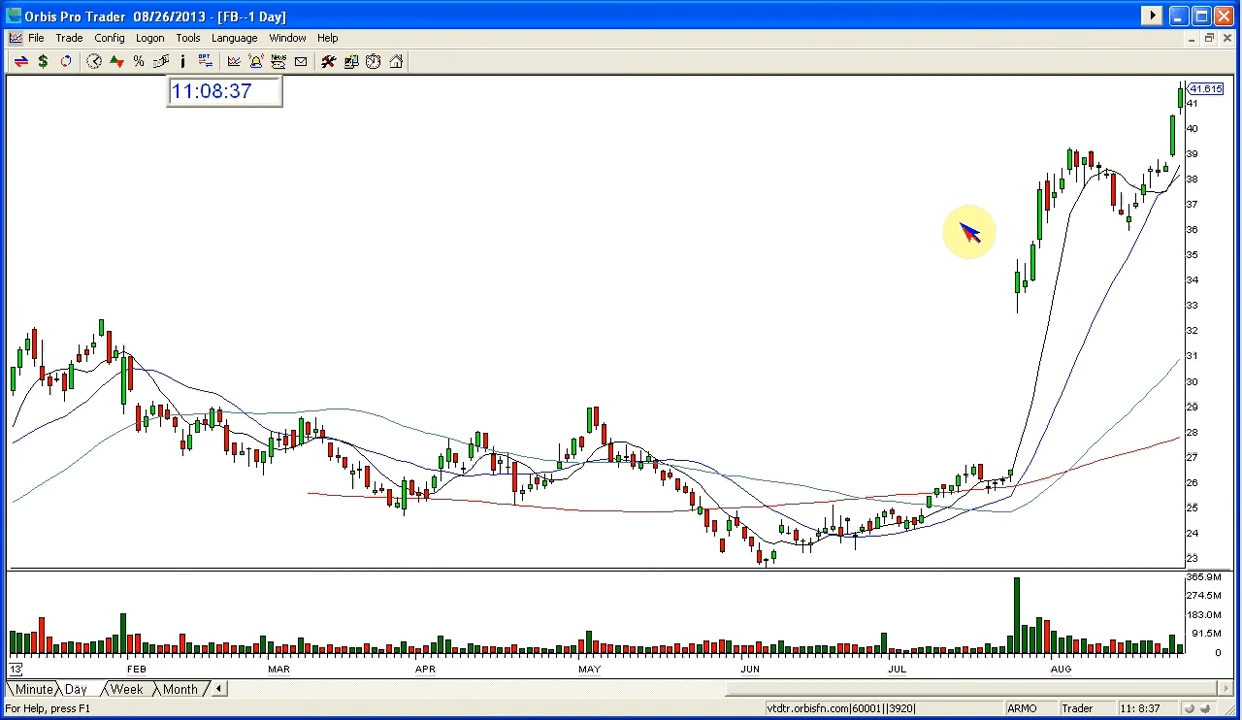 Orbis Pro Trader 08/26/2013 - [FB--1 Day]
File Trade Config Logon Tools Language Window Help
$ % i OPT NEWS
11:08:37
41.615
41
40
39
38
37
36
35
34
33
32
31
30
29
28
27
26
25
24
23
365.9M
274.5M
183.0M
91.5M
0
13 FEB MAR APR MAY JUN JUL AUG
Minute Day Week Month
For Help, press F1 vtdtr.orbisfn.com|60001||3920| ARMO Trader 11: 8:37